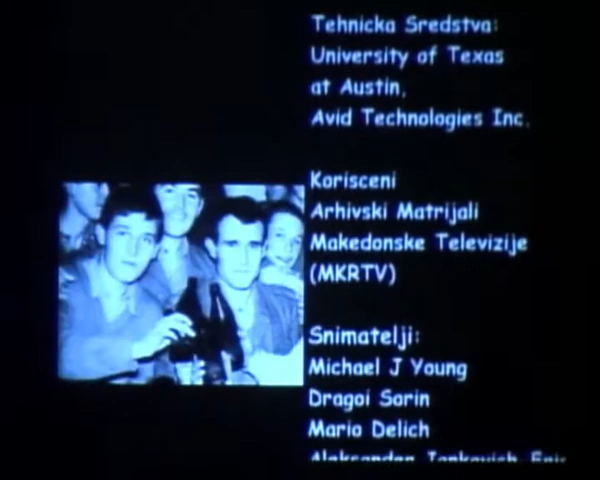 Tehnicka Sredstva:
University of Texas
at Austin,
Avid Technologies Inc.
Korisceni
Arhivski Matrijali
Makedonske Televizije
(MKRTV)
Snimatelji:
Michael J Young
Dragoi Sorin
Mario Delich